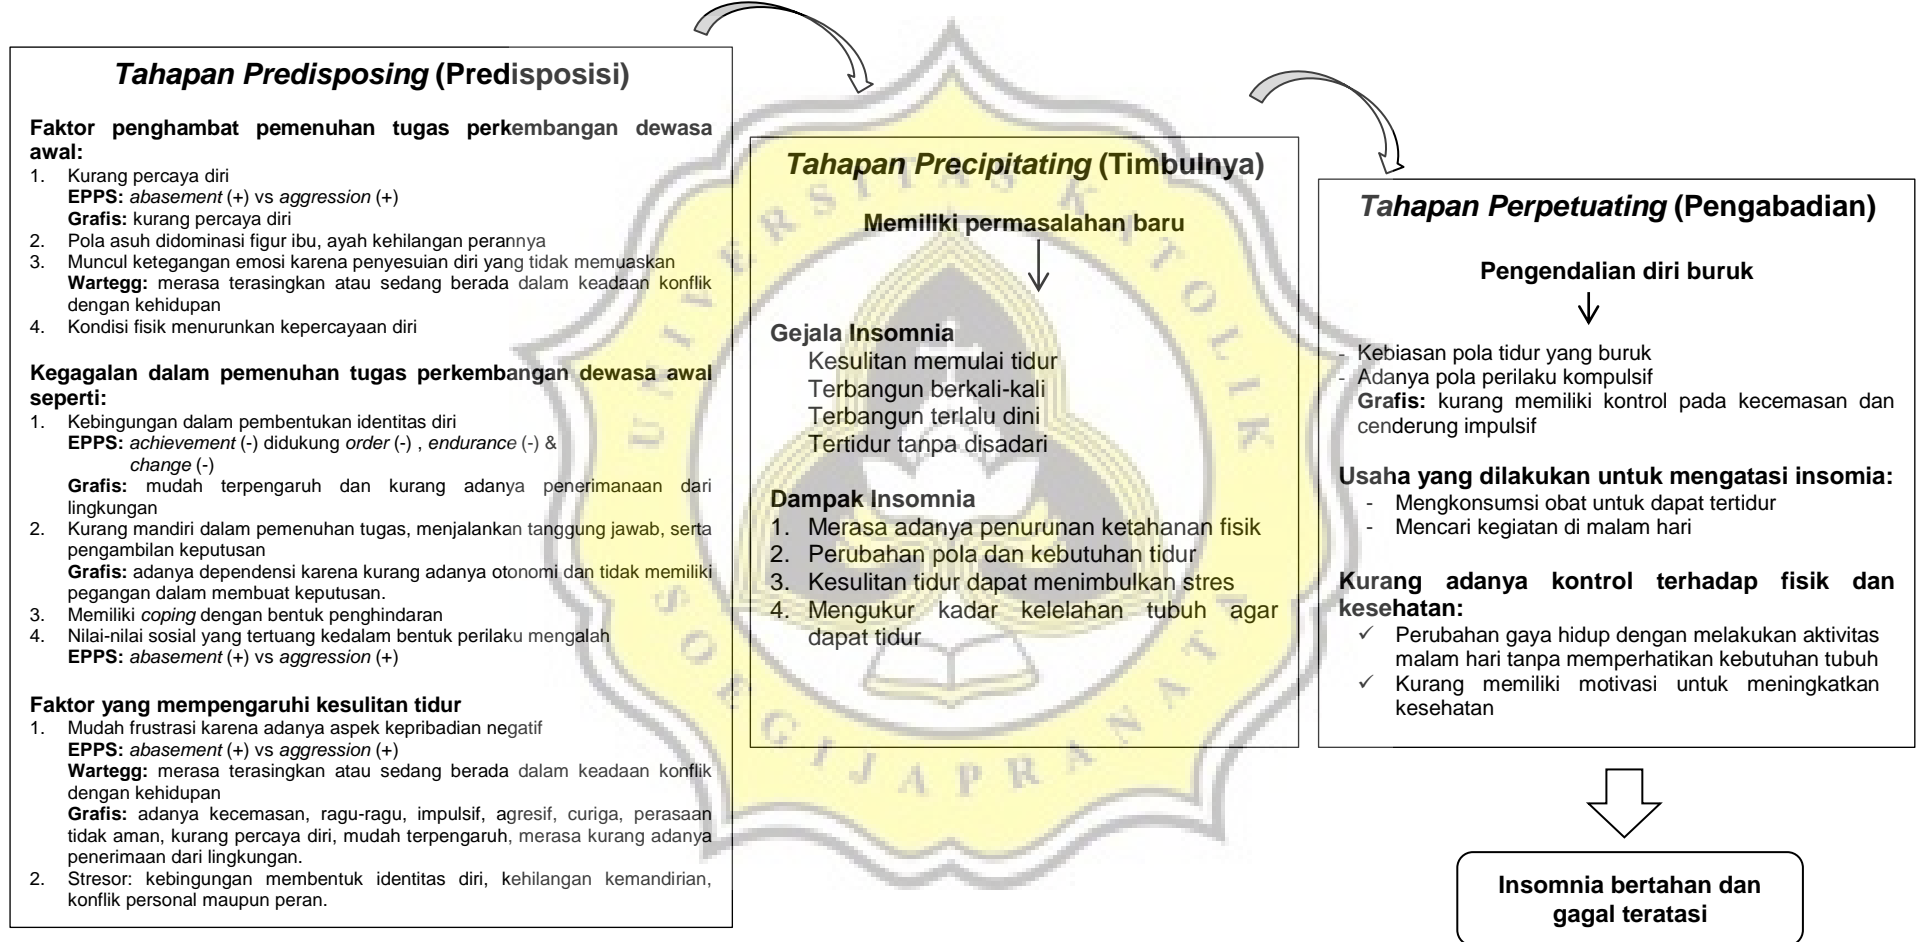 Tahapan Predisposing (Predisposisi)
Faktor penghambat pemenuhan tugas perkembangan dewasa
awal:
1. Kurang percaya diri
EPPS: abasement (+) vs aggression (+)
Grafis: kurang percaya diri
2. Pola asuh didominasi figur ibu, ayah kehilangan perannya
3. Muncul ketegangan emosi karena penyesuian diri yang tidak memuaskan
Wartegg: merasa terasingkan atau sedang berada dalam keadaan konflik
dengan kehidupan
4. Kondisi fisik menurunkan kepercayaan diri
Kegagalan dalam pemenuhan tugas perkembangan dewasa awal
seperti:
1. Kebingungan dalam pembentukan identitas diri
EPPS: achievement (-) didukung order (-) , endurance (-) &
change (-)
Grafis: mudah terpengaruh dan kurang adanya penerimanaan dari
lingkungan
2. Kurang mandiri dalam pemenuhan tugas, menjalankan tanggung jawab, serta
pengambilan keputusan
Grafis: adanya dependensi karena kurang adanya otonomi dan tidak memiliki
pegangan dalam membuat keputusan.
3. Memiliki coping dengan bentuk penghindaran
4. Nilai-nilai sosial yang tertuang kedalam bentuk perilaku mengalah
EPPS: abasement (+) vs aggression (+)
Faktor yang mempengaruhi kesulitan tidur
1. Mudah frustrasi karena adanya aspek kepribadian negatif
EPPS: abasement (+) vs aggression (+)
Wartegg: merasa terasingkan atau sedang berada dalam keadaan konflik
dengan kehidupan
Grafis: adanya kecemasan, ragu-ragu, impulsif, agresif, curiga, perasaan
tidak aman, kurang percaya diri, mudah terpengaruh, merasa kurang adanya
penerimaan dari lingkungan.
2. Stresor: kebingungan membentuk identitas diri, kehilangan kemandirian,
konflik personal maupun peran.
Tahapan Precipitating (Timbulnya)
Memiliki permasalahan baru
Gejala Insomnia
Kesulitan memulai tidur
Terbangun berkali-kali
Terbangun terlalu dini
Tertidur tanpa disadari
Dampak Insomnia
1. Merasa adanya penurunan ketahanan fisik
2. Perubahan pola dan kebutuhan tidur
3. Kesulitan tidur dapat menimbulkan stres
4. Mengukur kadar kelelahan tubuh agar
dapat tidur
Tahapan Perpetuating (Pengabadian)
Pengendalian diri buruk
- Kebiasan pola tidur yang buruk
- Adanya pola perilaku kompulsif
Grafis: kurang memiliki kontrol pada kecemasan dan
cenderung impulsif
Usaha yang dilakukan untuk mengatasi insomia:
- Mengkonsumsi obat untuk dapat tertidur
- Mencari kegiatan di malam hari
Kurang adanya kontrol terhadap fisik dan
kesehatan:
✓ Perubahan gaya hidup dengan melakukan aktivitas
malam hari tanpa memperhatikan kebutuhan tubuh
✓ Kurang memiliki motivasi untuk meningkatkan
kesehatan
Insomnia bertahan dan
gagal teratasi
UNIVERSITAS KATOLIK
SOEGIJAPRANATA